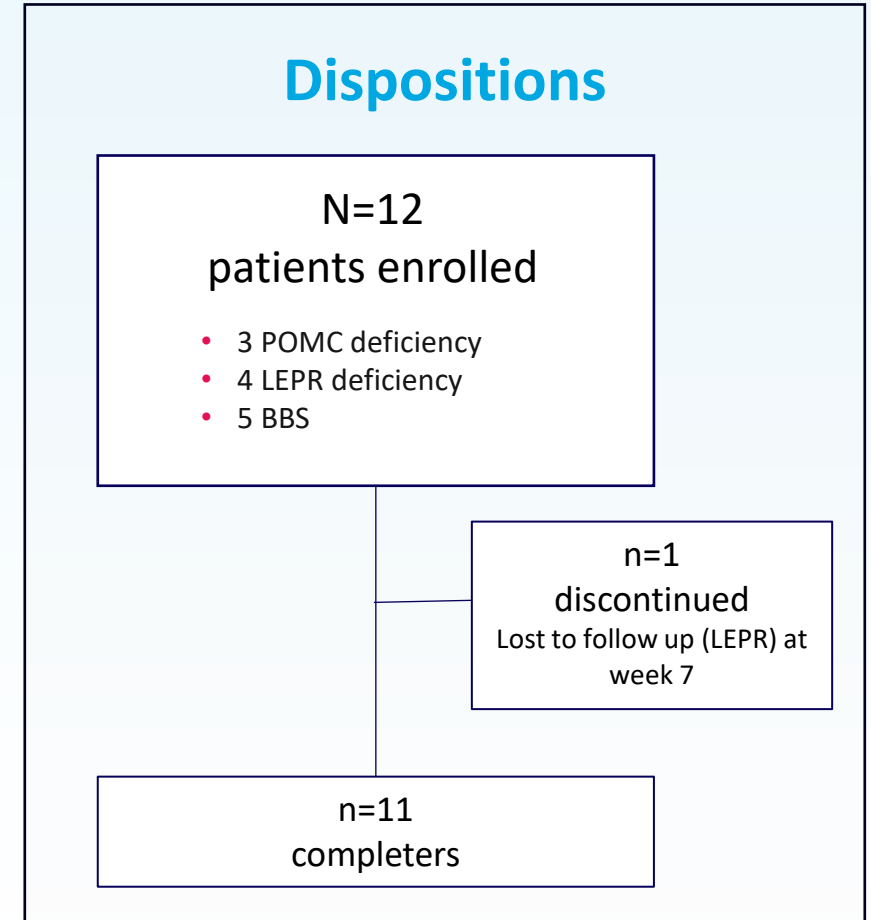 Dispositions
N=12
patients enrolled
• 3 POMC deficiency
• 4 LEPR deficiency
• 5 BBS
n=1
discontinued
Lost to follow up (LEPR) at
week 7
n=11
completers